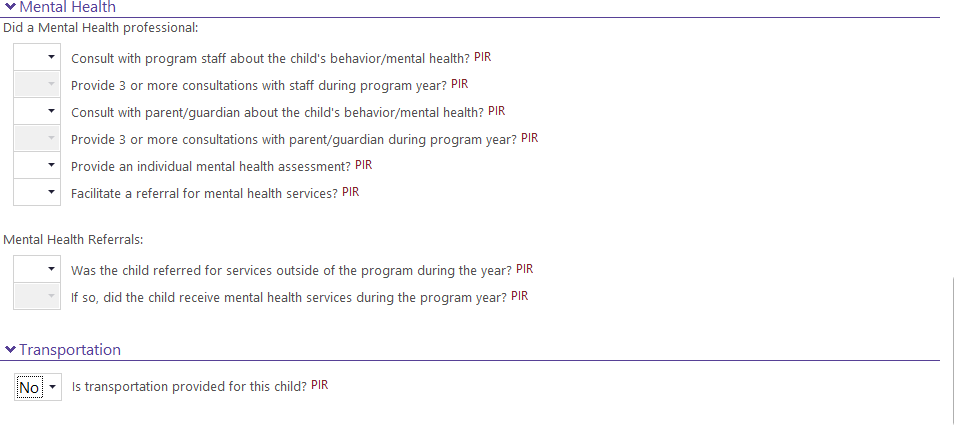 Mental Health
Did a Mental Health professional:
Consult with program staff about the child's behavior/mental health? PIR
Provide 3 or more consultations with staff during program year? PIR
Consult with parent/guardian about the child's behavior/mental health? PIR
Provide 3 or more consultations with parent/guardian during program year? PIR
Provide an individual mental health assessment? PIR
Facilitate a referral for mental health services? PIR
Mental Health Referrals:
Was the child referred for services outside of the program during the year? PIR
If so, did the child receive mental health services during the program year? PIR
Transportation
No Is transportation provided for this child? PIR